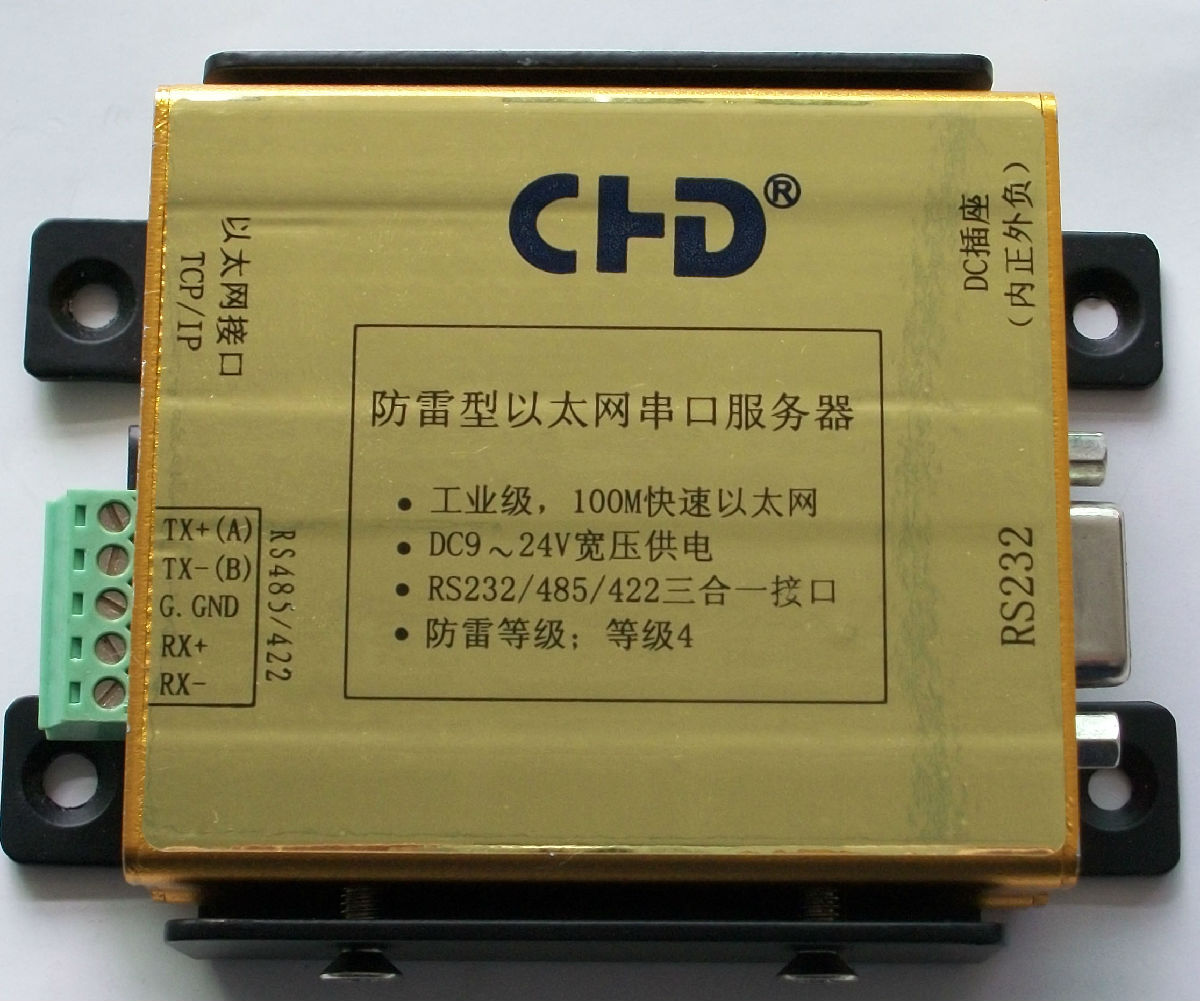 CHD®
以太网接口
TCP/IP
DC插座
(内正外负)
防雷型以太网串口服务器
• 工业级，100M快速以太网
• DC9～24V宽压供电
• RS232/485/422三合一接口
• 防雷等级；等级4
TX+(A)
TX-(B)
G.GND
RX+
RX-
RS485/422
RS232